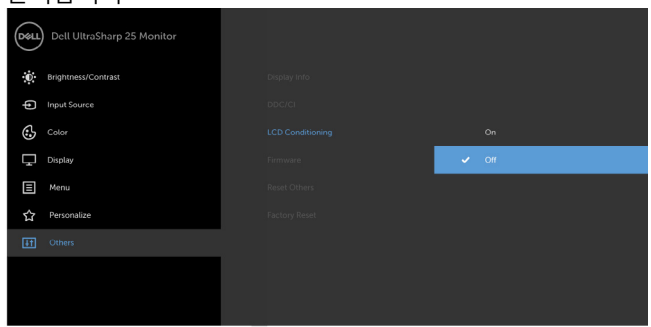 DELL
Dell UltraSharp 25 Monitor
Brightness/Contrast
Input Source
Color
Display
Menu
Personalize
Others
Display Info
DDC/CI
LCD Conditioning
Firmware
Reset Others
Factory Reset
On
Off